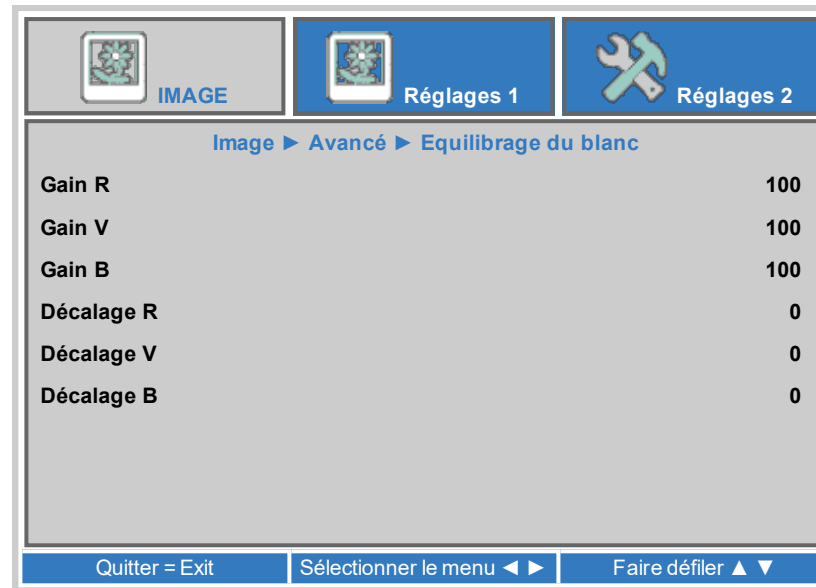 IMAGE
Réglages 1
Réglages 2
Image ► Avancé ► Equilibrage du blanc
Gain R 100
Gain V 100
Gain B 100
Décalage R 0
Décalage V 0
Décalage B 0
Quitter = Exit
Sélectionner le menu ◄ ►
Faire défiler ▲ ▼